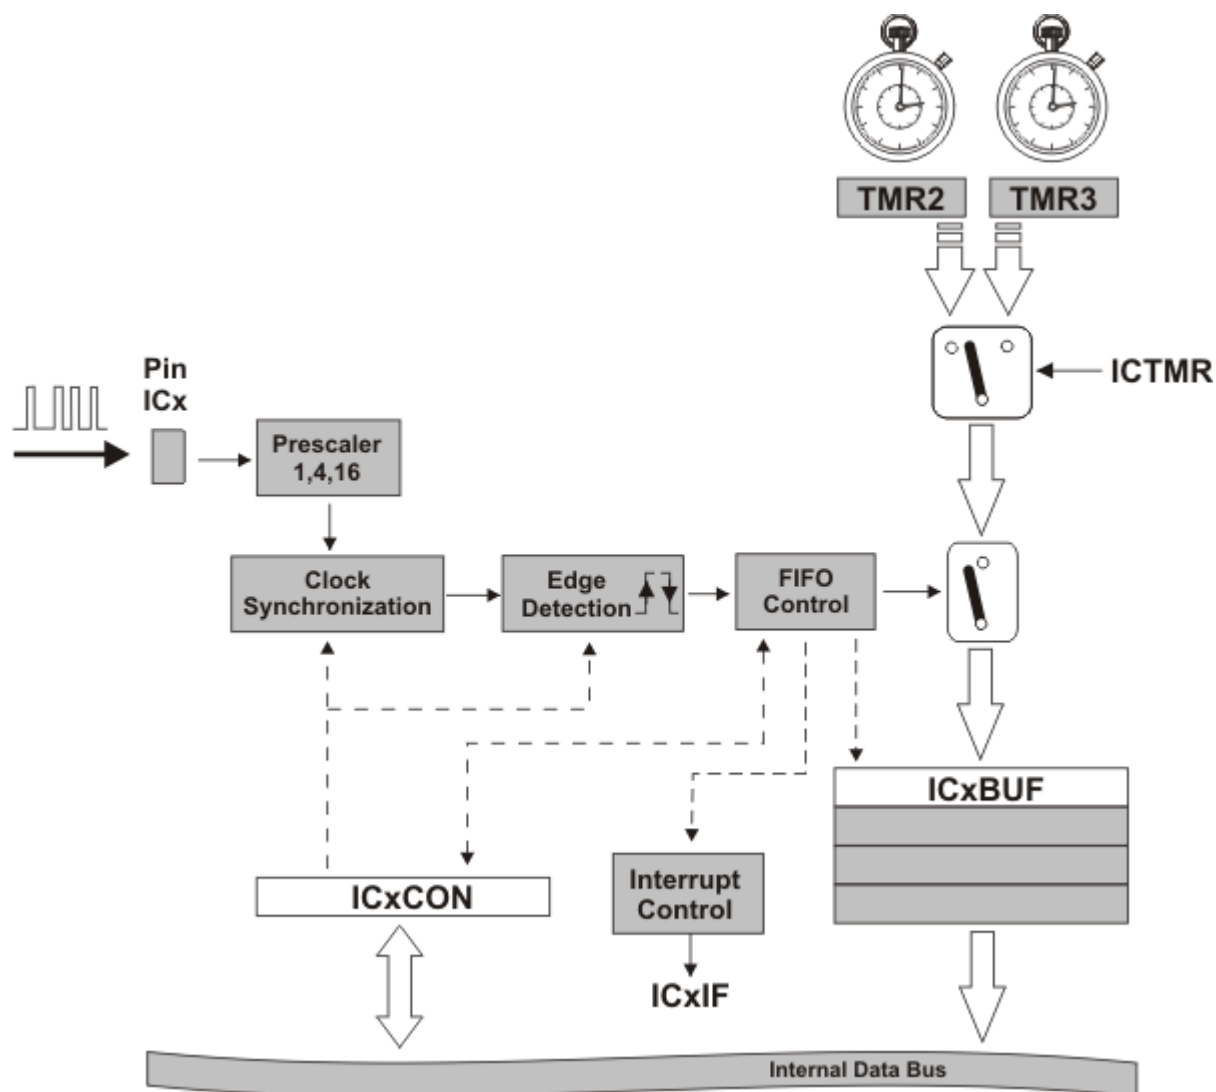 TMR2
TMR3
ICTMR
Pin
ICx
Prescaler
1,4,16
Clock
Synchronization
Edge
Detection
FIFO
Control
ICxBUF
ICxCON
Interrupt
Control
ICxIF
Internal Data Bus